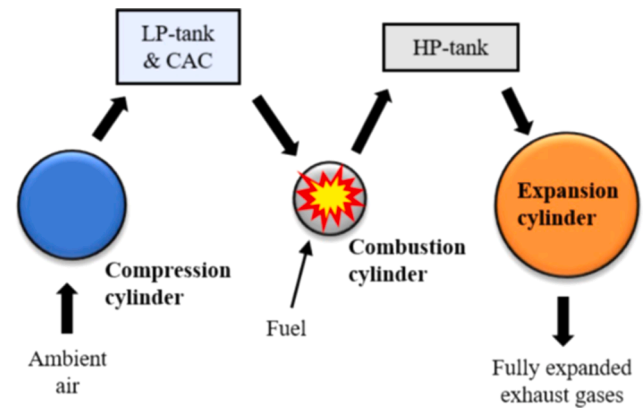 LP-tank
& CAC
HP-tank
Expansion
cylinder
Compression
cylinder
Combustion
cylinder
Fuel
Ambient
air
Fully expanded
exhaust gases